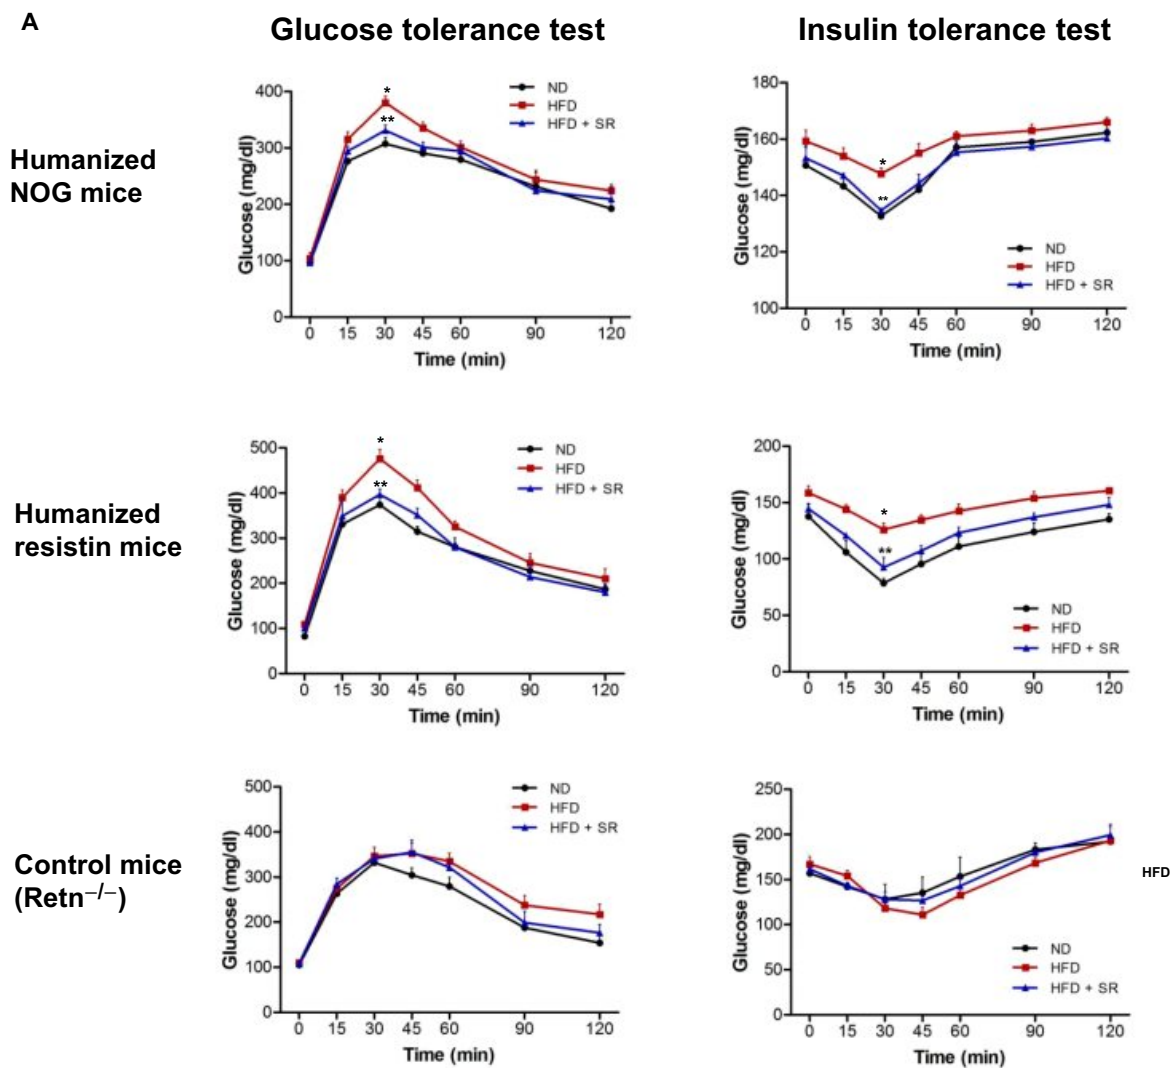 A
Glucose tolerance test
Insulin tolerance test
Humanized
NOG mice
Glucose (mg/dl)
400
300
200
100
0
*
**
ND
HFD
HFD + SR
0 15 30 45 60 90 120
Time (min)
Glucose (mg/dl)
180
160
140
120
100
*
**
ND
HFD
HFD + SR
0 15 30 45 60 90 120
Time (min)
Humanized
resistin mice
Glucose (mg/dl)
500
400
300
200
100
0
*
**
ND
HFD
HFD + SR
0 15 30 45 60 90 120
Time (min)
Glucose (mg/dl)
200
150
100
50
0
*
**
ND
HFD
HFD + SR
0 15 30 45 60 90 120
Time (min)
Control mice
(Retn−/−)
Glucose (mg/dl)
500
400
300
200
100
0
ND
HFD
HFD + SR
0 15 30 45 60 90 120
Time (min)
Glucose (mg/dl)
250
200
150
100
50
0
ND
HFD
HFD + SR
0 15 30 45 60 90 120
Time (min)
HFD